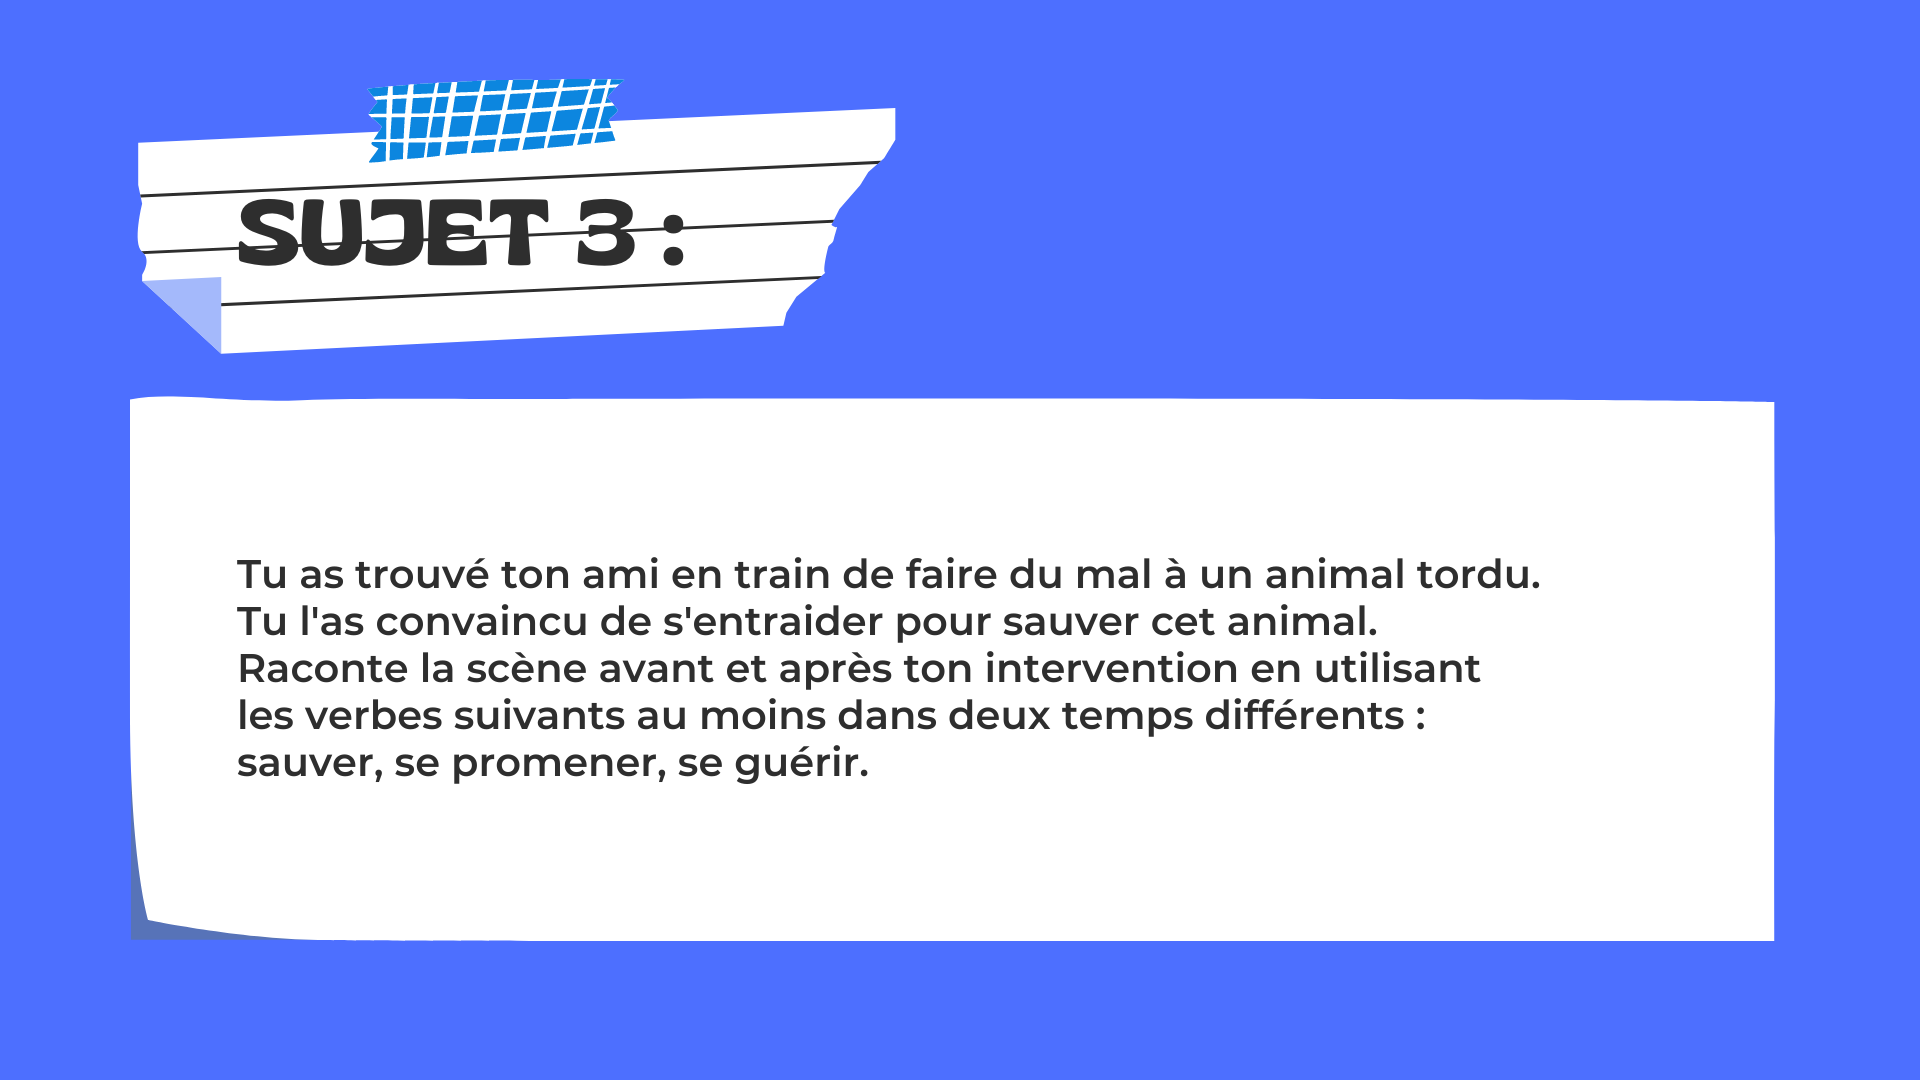 SUJET 3 :
Tu as trouvé ton ami en train de faire du mal à un animal tordu.
Tu l'as convaincu de s'entraider pour sauver cet animal.
Raconte la scène avant et après ton intervention en utilisant
les verbes suivants au moins dans deux temps différents :
sauver, se promener, se guérir.